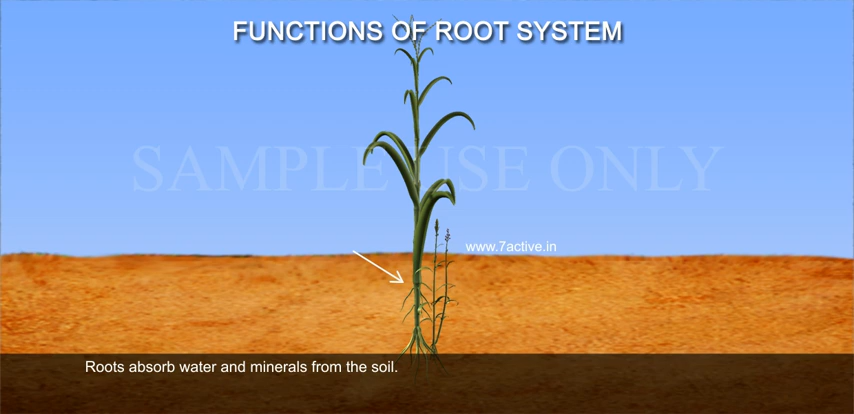 FUNCTIONS OF ROOT SYSTEM
SAMPLE USE ONLY
www.7active.in
Roots absorb water and minerals from the soil.